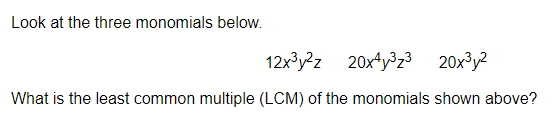 Look at the three monomials below.
12x³y²z 20x⁴y³z³ 20x³y²
What is the least common multiple (LCM) of the monomials shown above?